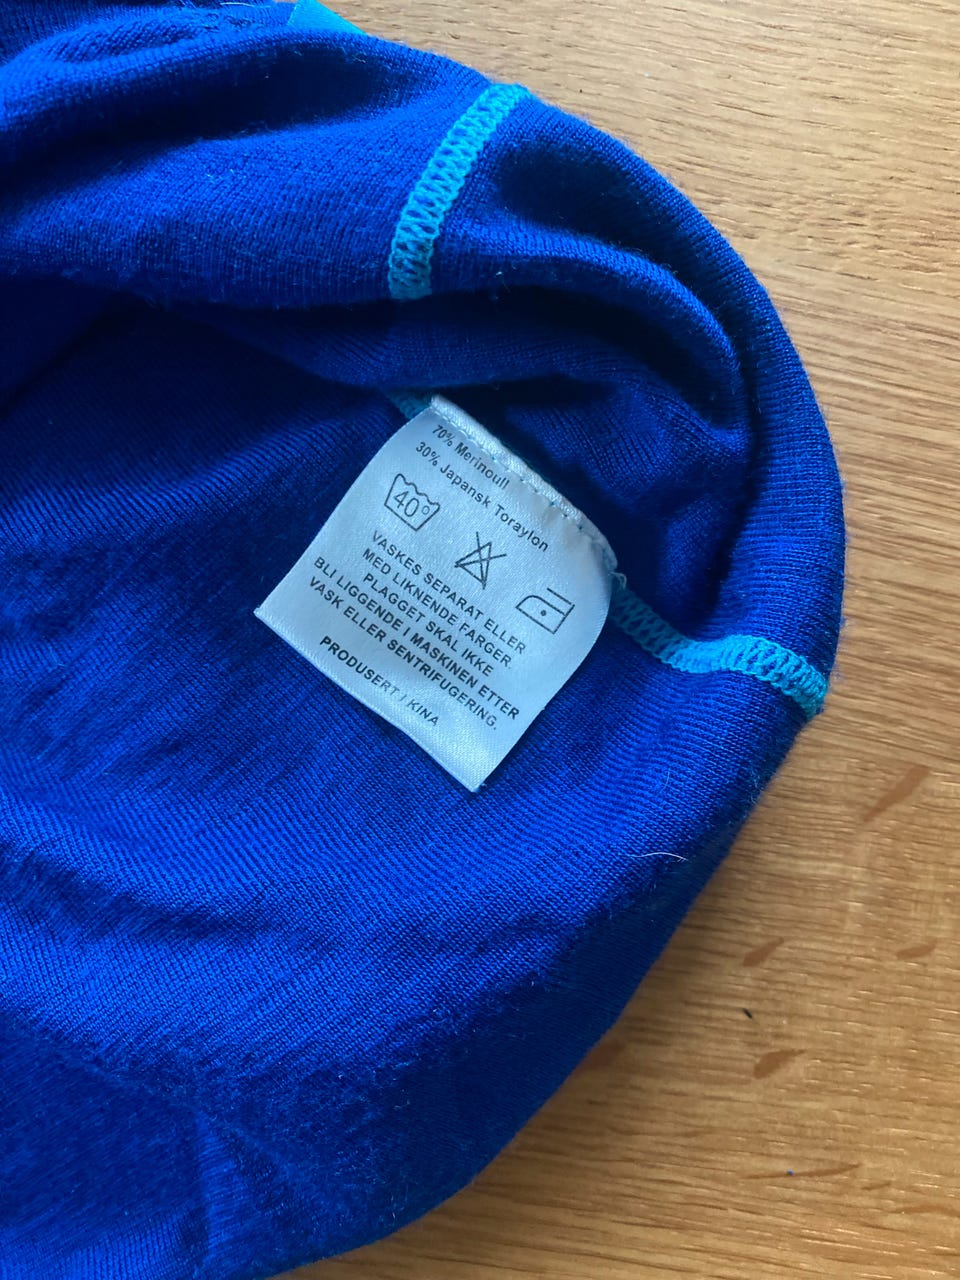 70% Merinoull
30% Japansk Toraylon
40°
VASKES SEPARAT ELLER
MED LIKNENDE FARGER.
PLAGGET SKAL IKKE
BLI LIGGENDE I MASKINEN ETTER
VASK ELLER SENTRIFUGERING.
PRODUSERT I KINA